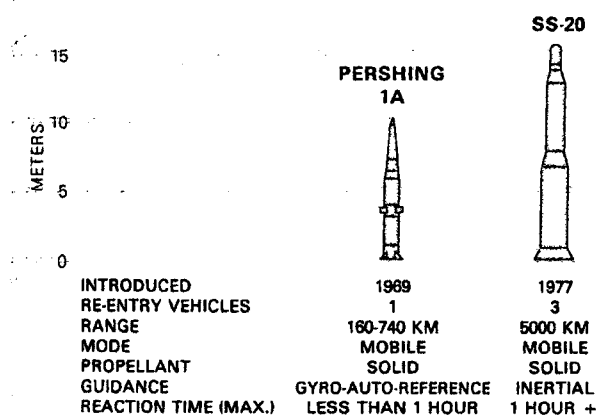 SS-20
PERSHING
1A
METERS
15
10
5
0
INTRODUCED 1969 1977
RE-ENTRY VEHICLES 1 3
RANGE 160-740 KM 5000 KM
MODE MOBILE MOBILE
PROPELLANT SOLID SOLID
GUIDANCE GYRO-AUTO-REFERENCE INERTIAL
REACTION TIME (MAX.) LESS THAN 1 HOUR 1 HOUR +